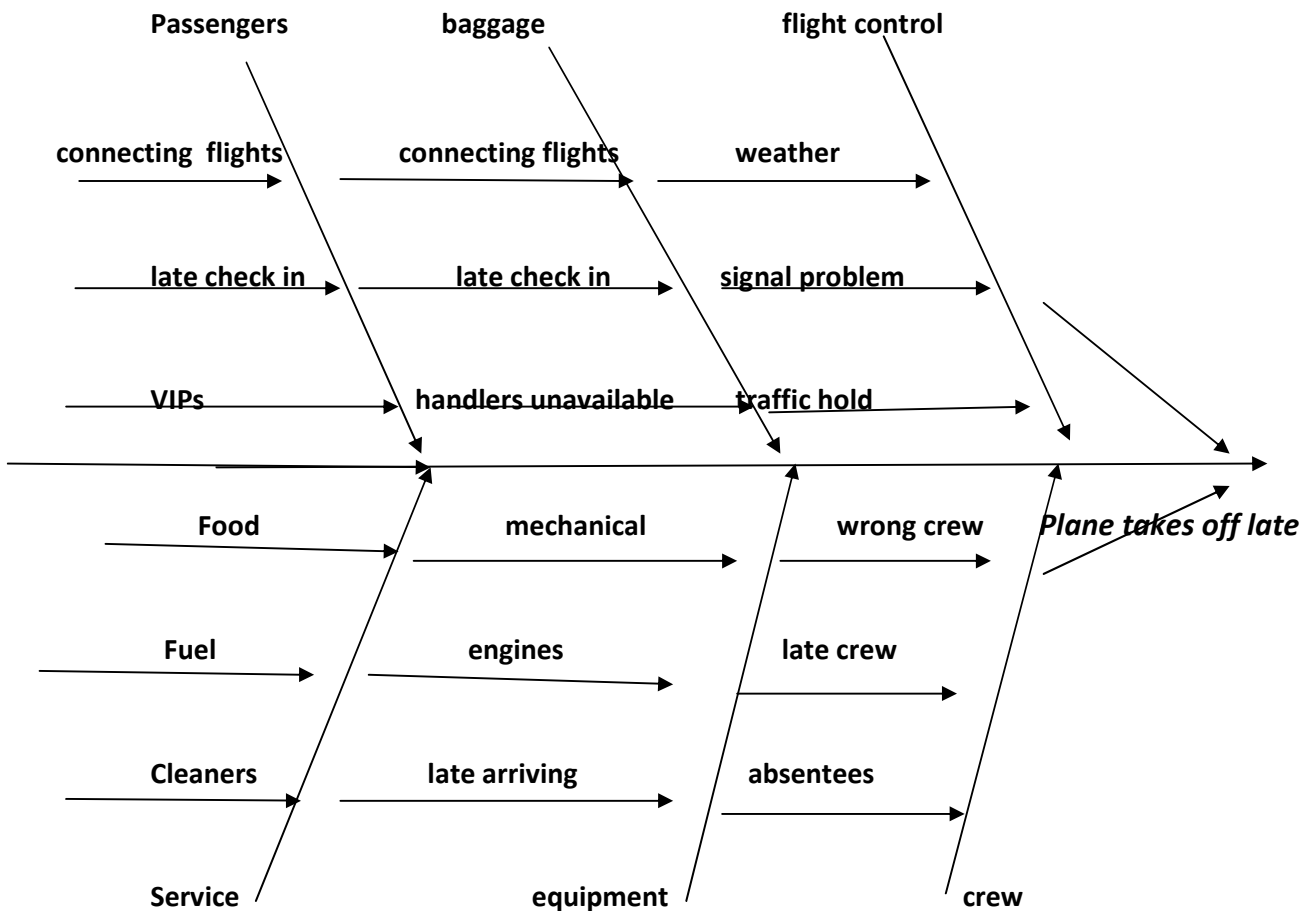 Passengers baggage flight control
connecting flights connecting flights weather
late check in late check in signal problem
VIPs handlers unavailable traffic hold
Food mechanical wrong crew Plane takes off late
Fuel engines late crew
Cleaners late arriving absentees
Service equipment crew